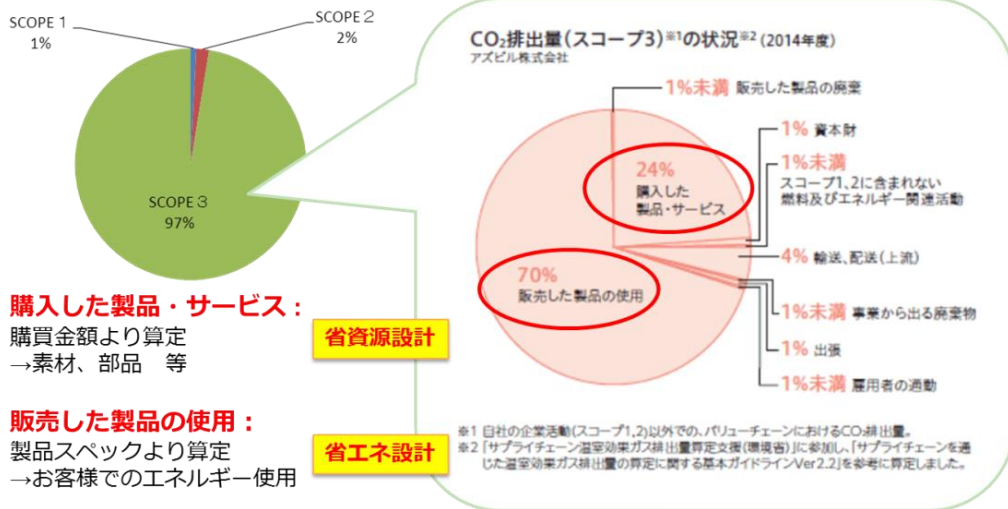 SCOPE 1
1%
SCOPE 2
2%
SCOPE 3
97%
購入した製品・サービス：
購買金額より算定
→素材、部品　等
省資源設計
販売した製品の使用：
製品スペックより算定
→お客様でのエネルギー使用
省エネ設計
CO₂排出量(スコープ3)※1の状況※2 (2014年度)
アズビル株式会社
1%未満 販売した製品の廃棄
24%
購入した
製品・サービス
70%
販売した製品の使用
1% 資本財
1%未満
スコープ1、2に含まれない
燃料及びエネルギー関連活動
4% 輸送、配送(上流)
1%未満 事業から出る廃棄物
1% 出張
1%未満 雇用者の通勤
※1 自社の企業活動(スコープ1,2)以外での、バリューチェーンにおけるCO₂排出量。
※2 「サプライチェーン温室効果ガス排出量算定支援(環境省)」に参加し、「サプライチェーンを通
じた温室効果ガス排出量の算定に関する基本ガイドラインVer2.2」を参考に算定しました。